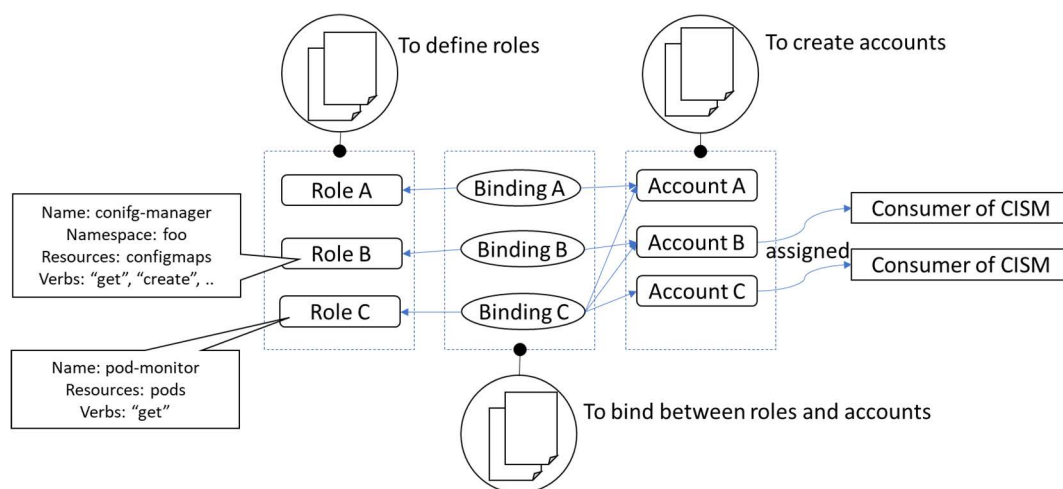 To define roles
To create accounts
Role A
Binding A
Account A
Name: conifg-manager
Namespace: foo
Resources: configmaps
Verbs: “get”, “create”, ..
Role B
Binding B
Account B
assigned
Consumer of CISM
Consumer of CISM
Role C
Binding C
Account C
Name: pod-monitor
Resources: pods
Verbs: “get”
To bind between roles and accounts